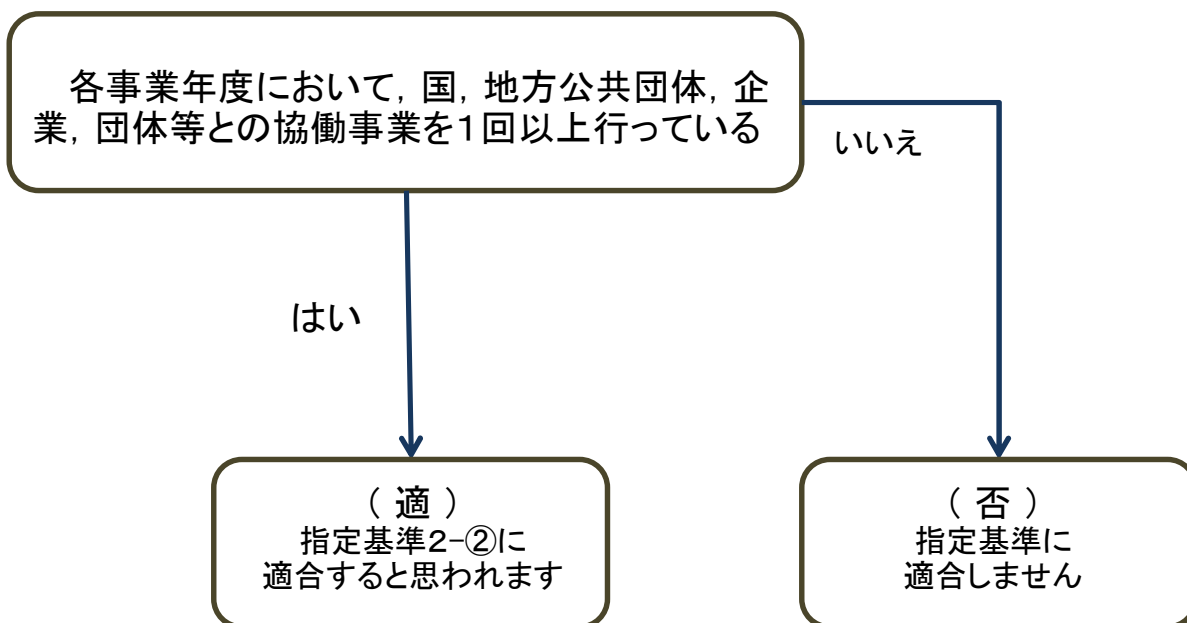 各事業年度において，国，地方公共団体，企
業，団体等との協働事業を１回以上行っている
いいえ
はい
（ 適 ）
指定基準２－②に
適合すると思われます
（ 否 ）
指定基準に
適合しません